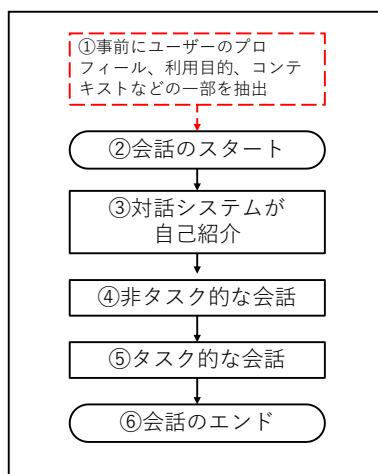 ①事前にユーザーのプロ
フィール、利用目的、コンテ
キストなどの一部を抽出
②会話のスタート
③対話システムが
自己紹介
④非タスク的な会話
⑤タスク的な会話
⑥会話のエンド